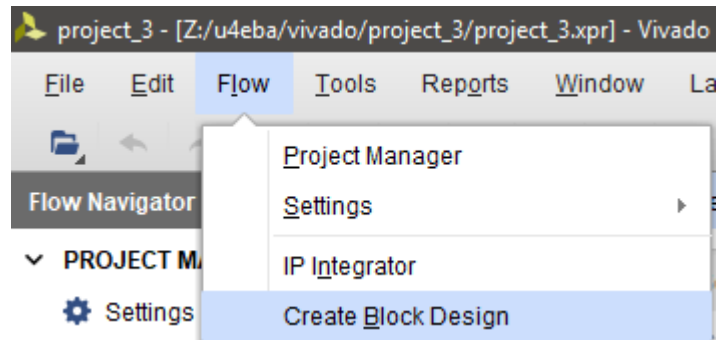 project_3 - [Z:/u4eba/vivado/project_3/project_3.xpr] - Vivado
File Edit Flow Tools Reports Window La
Project Manager
Flow Navigator
Settings
PROJECT MA
IP Integrator
Settings
Create Block Design